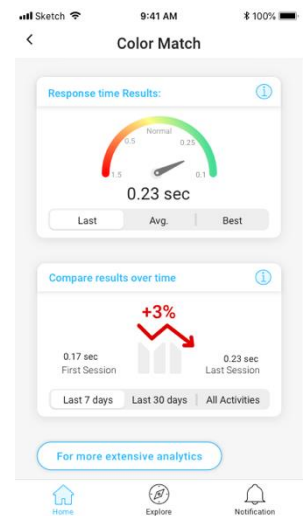 Sketch 9:41 AM 100%
Color Match
Response time Results:
Normal
0.5 0.25
1.5 0.1
0.23 sec
Last Avg. Best
Compare results over time
+3%
0.17 sec 0.23 sec
First Session Last Session
Last 7 days Last 30 days All Activities
For more extensive analytics
Home Explore Notification